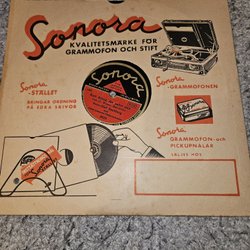 Sonora
KVALITETSMÄRKE FÖR
GRAMMOFON OCH STIFT
Sonora
-STÄLLET
BRINGAR ORDNING
PÅ EDRA SKIVOR
Sonora
Sonora
-GRAMMOFONEN
Sonora
GRAMMOFON- och
PICKUPNÅLAR
SÄLJES HOS